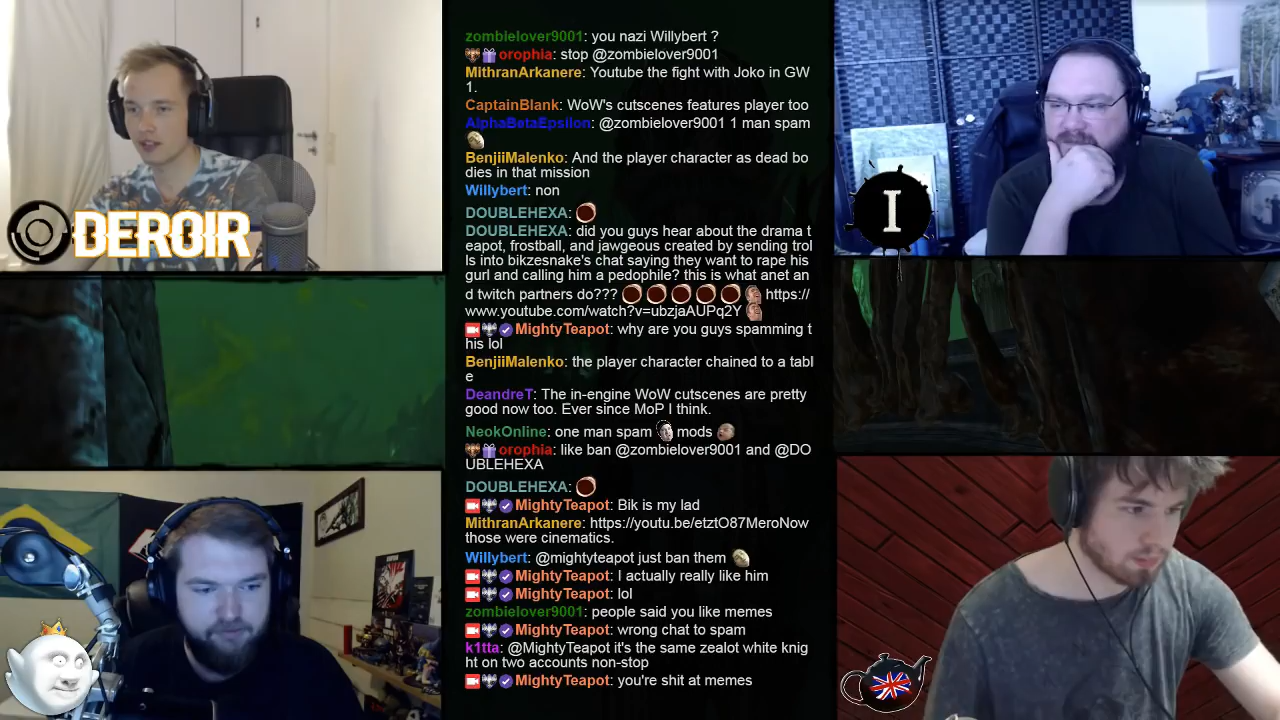 zombielover9001: you nazi Willybert ?
orophia: stop @zombielover9001
MithranArkanere: Youtube the fight with Joko in GW
1.
CaptainBlank: WoW's cutscenes features player too
AlphaBetaEpsilon: @zombielover9001 1 man spam
BenjiiMalenko: And the player character as dead bo
dies in that mission
Willybert: non
DOUBLEHEXA:
DOUBLEHEXA: did you guys hear about the drama t
eapot, frostball, and jawgeous created by sending trol
ls into bikzesnake's chat saying they want to rape his
gurl and calling him a pedophile? this is what anet an
d twitch partners do??? https://
www.youtube.com/watch?v=ubzjaAUPq2Y
MightyTeapot: why are you guys spamming t
his lol
BenjiiMalenko: the player character chained to a tabl
e
DeandreT: The in-engine WoW cutscenes are pretty
good now too. Ever since MoP I think.
NeokOnline: one man spam mods
orophia: like ban @zombielover9001 and @DO
UBLEHEXA
DOUBLEHEXA:
MightyTeapot: Bik is my lad
MithranArkanere: https://youtu.be/etztO87MeroNow
those were cinematics.
Willybert: @mightyteapot just ban them
MightyTeapot: I actually really like him
MightyTeapot: lol
zombielover9001: people said you like memes
MightyTeapot: wrong chat to spam
k1tta: @MightyTeapot it's the same zealot white knig
ht on two accounts non-stop
MightyTeapot: you're shit at memes
DEROIR
I